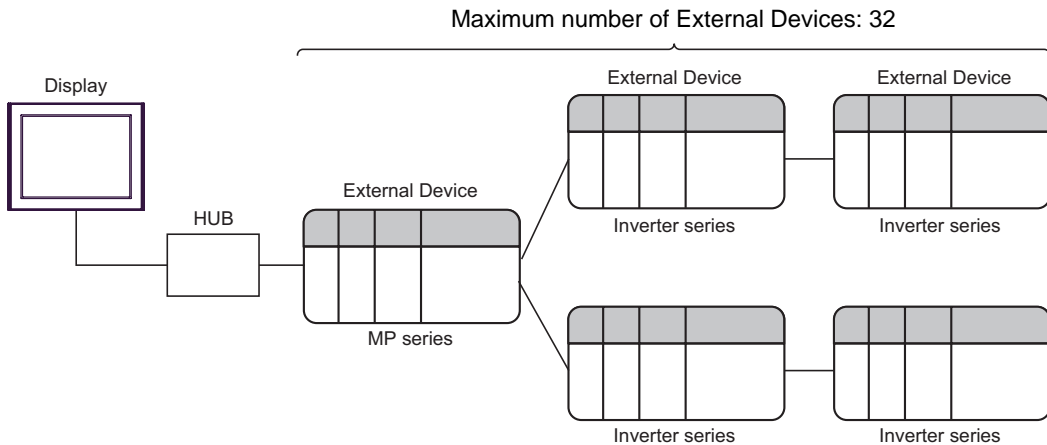 Maximum number of External Devices: 32
Display
External Device
External Device
External Device
HUB
Inverter series
Inverter series
MP series
Inverter series
Inverter series